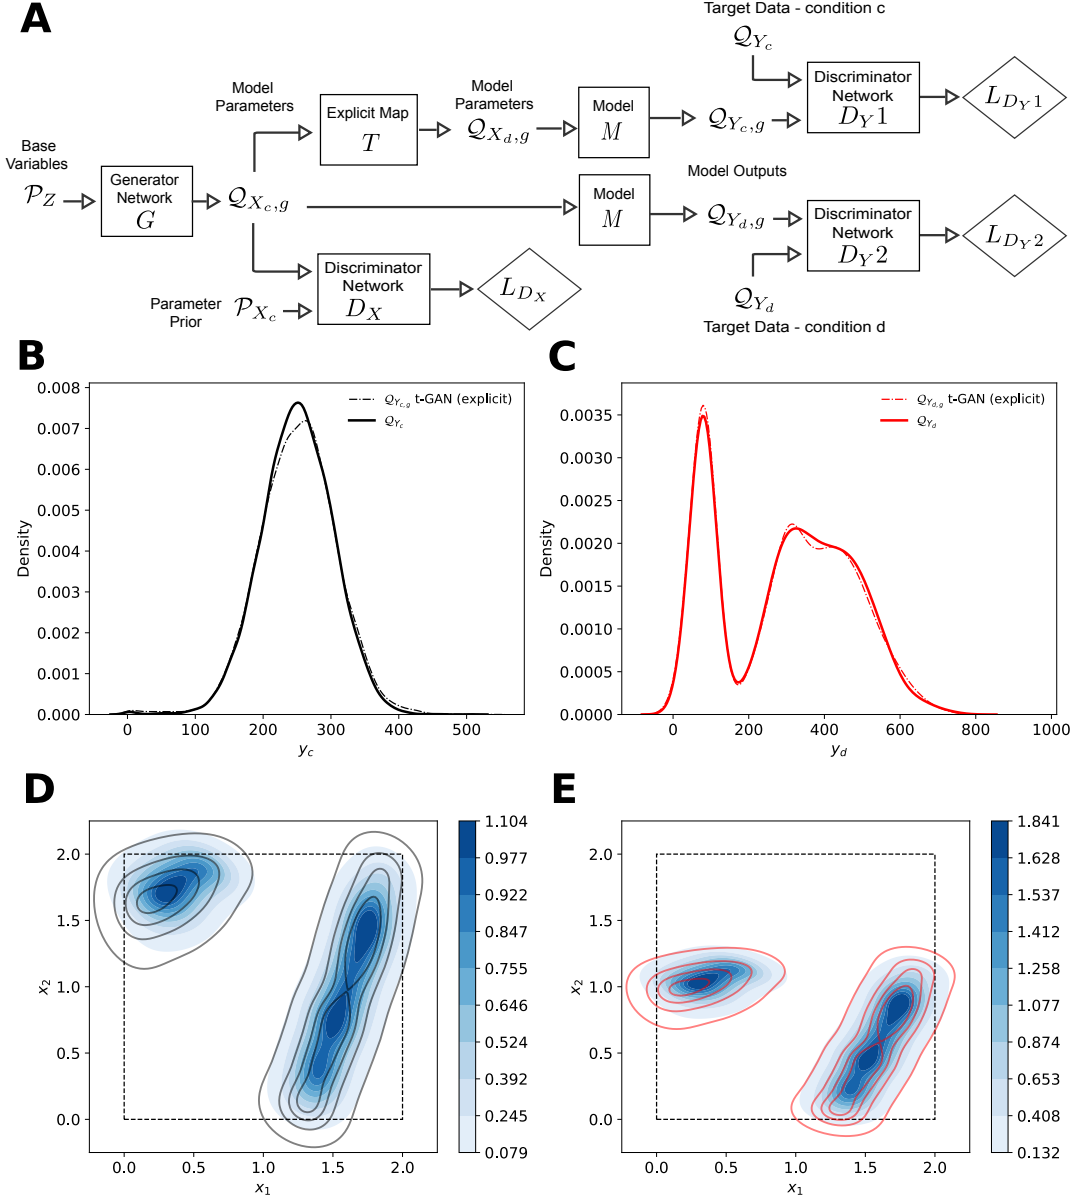 A
Target Data - condition c
𝒬_{Y_c}
Model
Parameters
Explicit Map
T
Model
Parameters
𝒬_{X_d,g}
Model
M
𝒬_{Y_c,g}
Discriminator
Network
D_Y1
L_{D_Y1}
Base
Variables
𝒫_Z
Generator
Network
G
𝒬_{X_c,g}
Model
M
Model Outputs
𝒬_{Y_d,g}
Discriminator
Network
D_Y2
L_{D_Y2}
Discriminator
Network
D_X
L_{D_X}
Parameter
Prior
𝒫_{X_c}
𝒬_{Y_d}
Target Data - condition d
B
0.008
0.007
0.006
0.005
0.004
0.003
0.002
0.001
0.000
Density
0 100 200 300 400 500
y_c
𝒬_{Y_c,g} t-GAN (explicit)
𝒬_{Y_c}
C
0.0035
0.0030
0.0025
0.0020
0.0015
0.0010
0.0005
0.0000
Density
0 200 400 600 800 1000
y_d
𝒬_{Y_d,g} t-GAN (explicit)
𝒬_{Y_d}
D
2.0
1.5
1.0
0.5
0.0
x_2
0.0 0.5 1.0 1.5 2.0
x_1
1.104
0.977
0.922
0.847
0.755
0.646
0.524
0.392
0.245
0.079
E
2.0
1.5
1.0
0.5
0.0
x_2
0.0 0.5 1.0 1.5 2.0
x_1
1.841
1.628
1.537
1.412
1.258
1.077
0.874
0.653
0.408
0.132